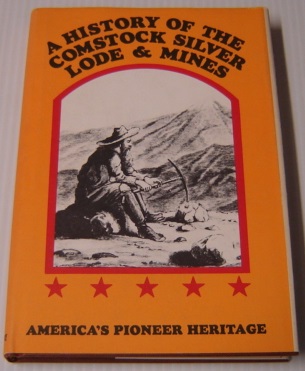 A HISTORY OF THE
COMSTOCK SILVER
LODE & MINES
AMERICA'S PIONEER HERITAGE